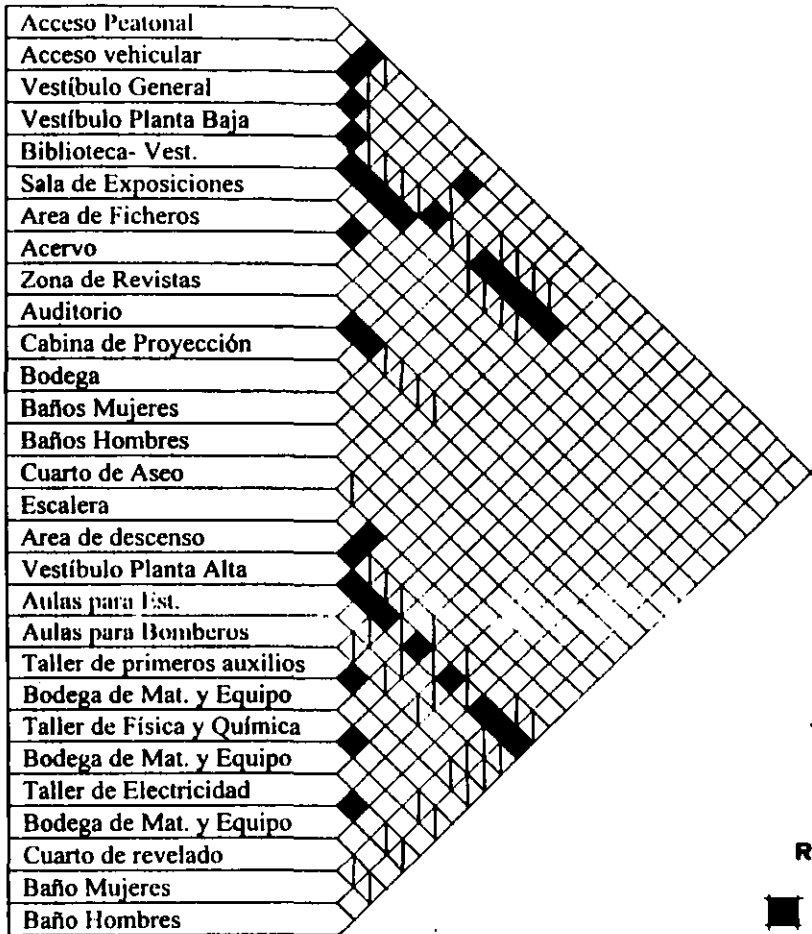 Acceso Peatonal
Acceso vehicular
Vestíbulo General
Vestíbulo Planta Baja
Biblioteca- Vest.
Sala de Exposiciones
Area de Ficheros
Acervo
Zona de Revistas
Auditorio
Cabina de Proyección
Bodega
Baños Mujeres
Baños Hombres
Cuarto de Aseo
Escalera
Area de descenso
Vestíbulo Planta Alta
Aulas para Est.
Aulas para Bomberos
Taller de primeros auxilios
Bodega de Mat. y Equipo
Taller de Física y Química
Bodega de Mat. y Equipo
Taller de Electricidad
Bodega de Mat. y Equipo
Cuarto de revelado
Baño Mujeres
Baño Hombres
R